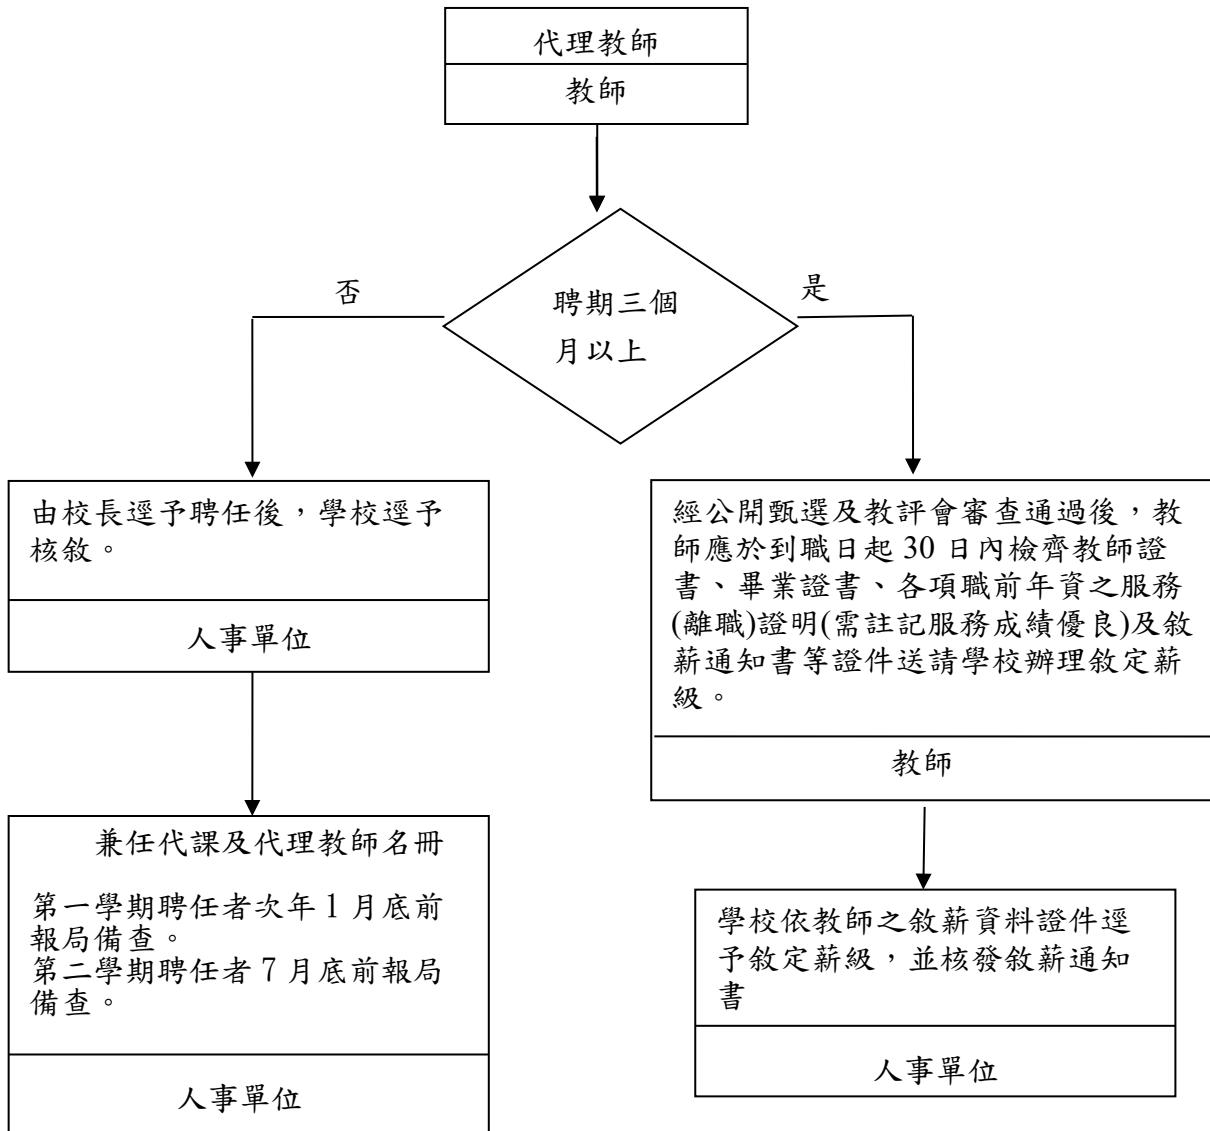 代理教師
教師
否
是
聘期三個
月以上
由校長逕予聘任後，學校逕予
核敘。
人事單位
經公開甄選及教評會審查通過後，教
師應於到職日起 30 日內檢齊教師證
書、畢業證書、各項職前年資之服務
(離職)證明(需註記服務成績優良)及敘
薪通知書等證件送請學校辦理敘定薪
級。
教師
兼任代課及代理教師名冊
第一學期聘任者次年 1 月底前
報局備查。
第二學期聘任者 7 月底前報局
備查。
人事單位
學校依教師之敘薪資料證件逕
予敘定薪級，並核發敘薪通知
書
人事單位